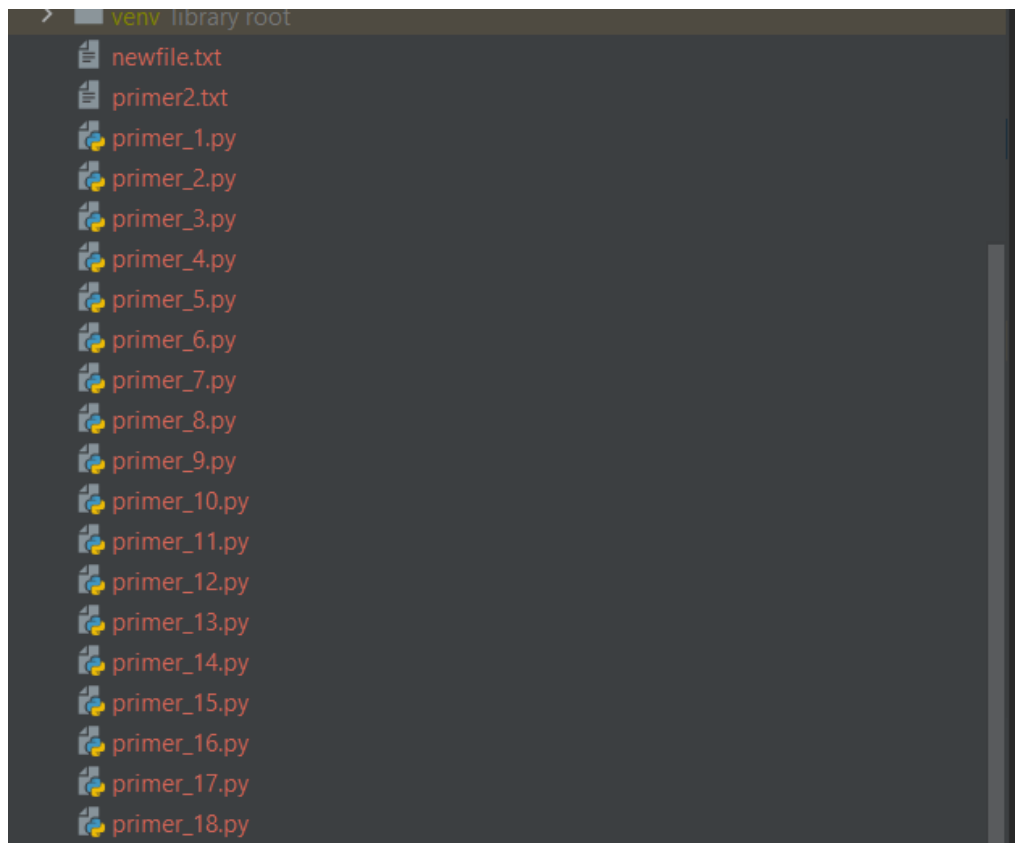 venv library root
newfile.txt
primer2.txt
primer_1.py
primer_2.py
primer_3.py
primer_4.py
primer_5.py
primer_6.py
primer_7.py
primer_8.py
primer_9.py
primer_10.py
primer_11.py
primer_12.py
primer_13.py
primer_14.py
primer_15.py
primer_16.py
primer_17.py
primer_18.py